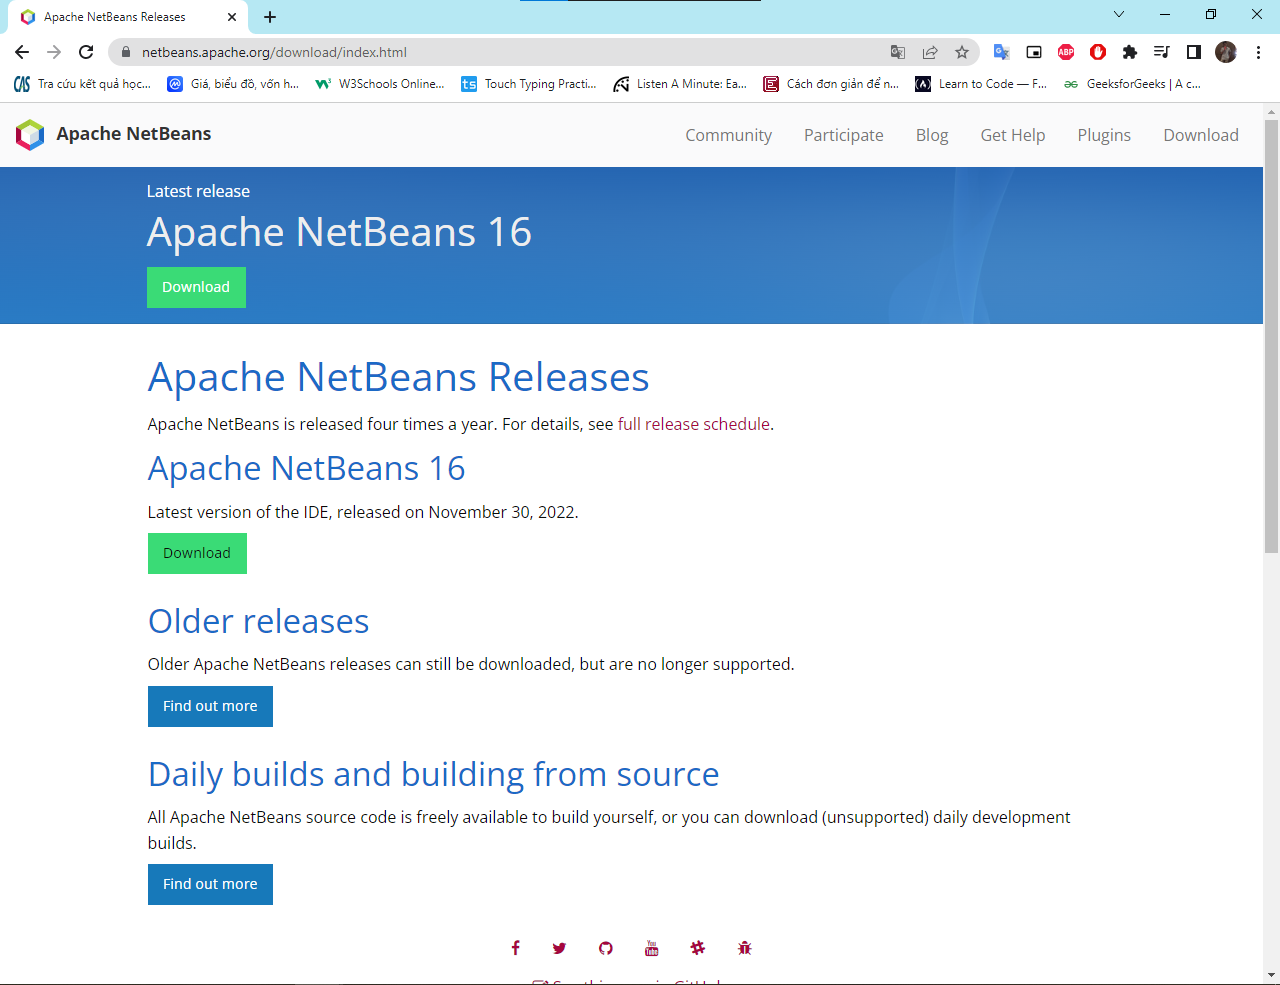 Apache NetBeans Releases
netbeans.apache.org/download/index.html
ABP
Tra cứu kết quả học... Giá, biểu đồ, vốn h... W3Schools Online... ts Touch Typing Practi... Listen A Minute: Ea... Cách đơn giản để n... Learn to Code — F... GeeksforGeeks | A c...
Apache NetBeans Community Participate Blog Get Help Plugins Download
Latest release
Apache NetBeans 16
Download
Apache NetBeans Releases
Apache NetBeans is released four times a year. For details, see full release schedule.
Apache NetBeans 16
Latest version of the IDE, released on November 30, 2022.
Download
Older releases
Older Apache NetBeans releases can still be downloaded, but are no longer supported.
Find out more
Daily builds and building from source
All Apache NetBeans source code is freely available to build yourself, or you can download (unsupported) daily development
builds.
Find out more
You Tube